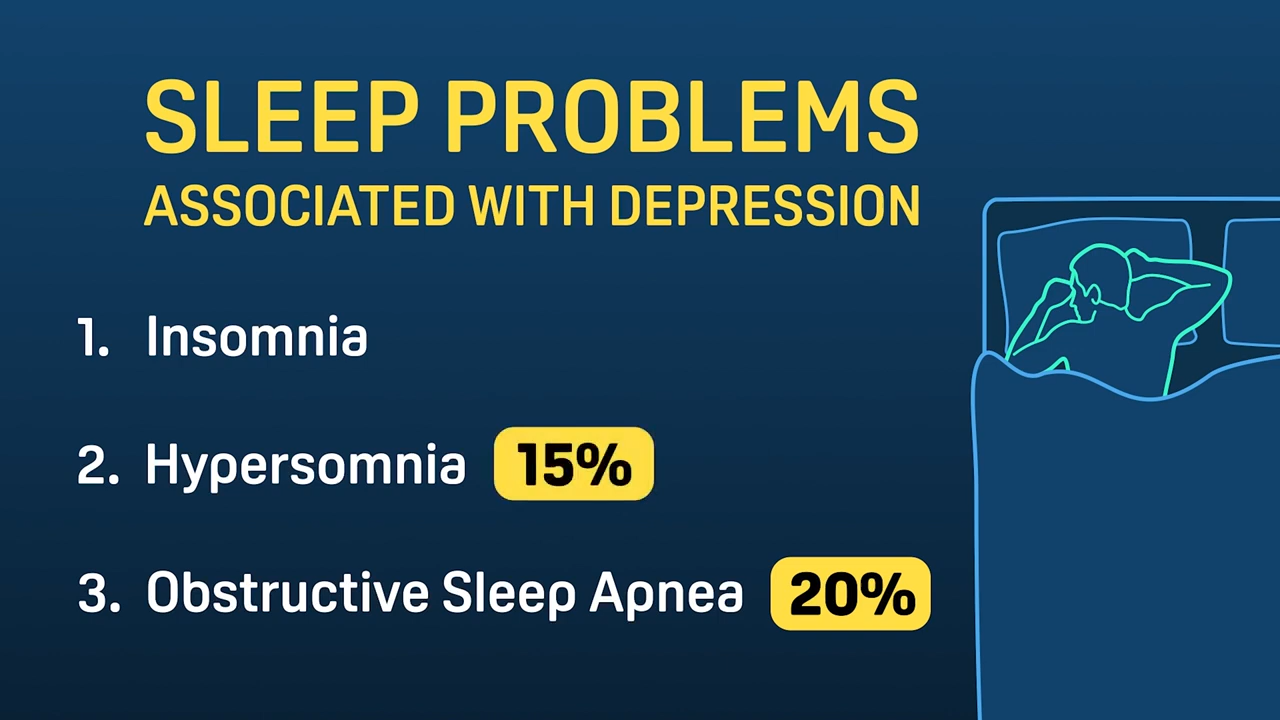 SLEEP PROBLEMS
ASSOCIATED WITH DEPRESSION
1. Insomnia
2. Hypersomnia 15%
3. Obstructive Sleep Apnea 20%